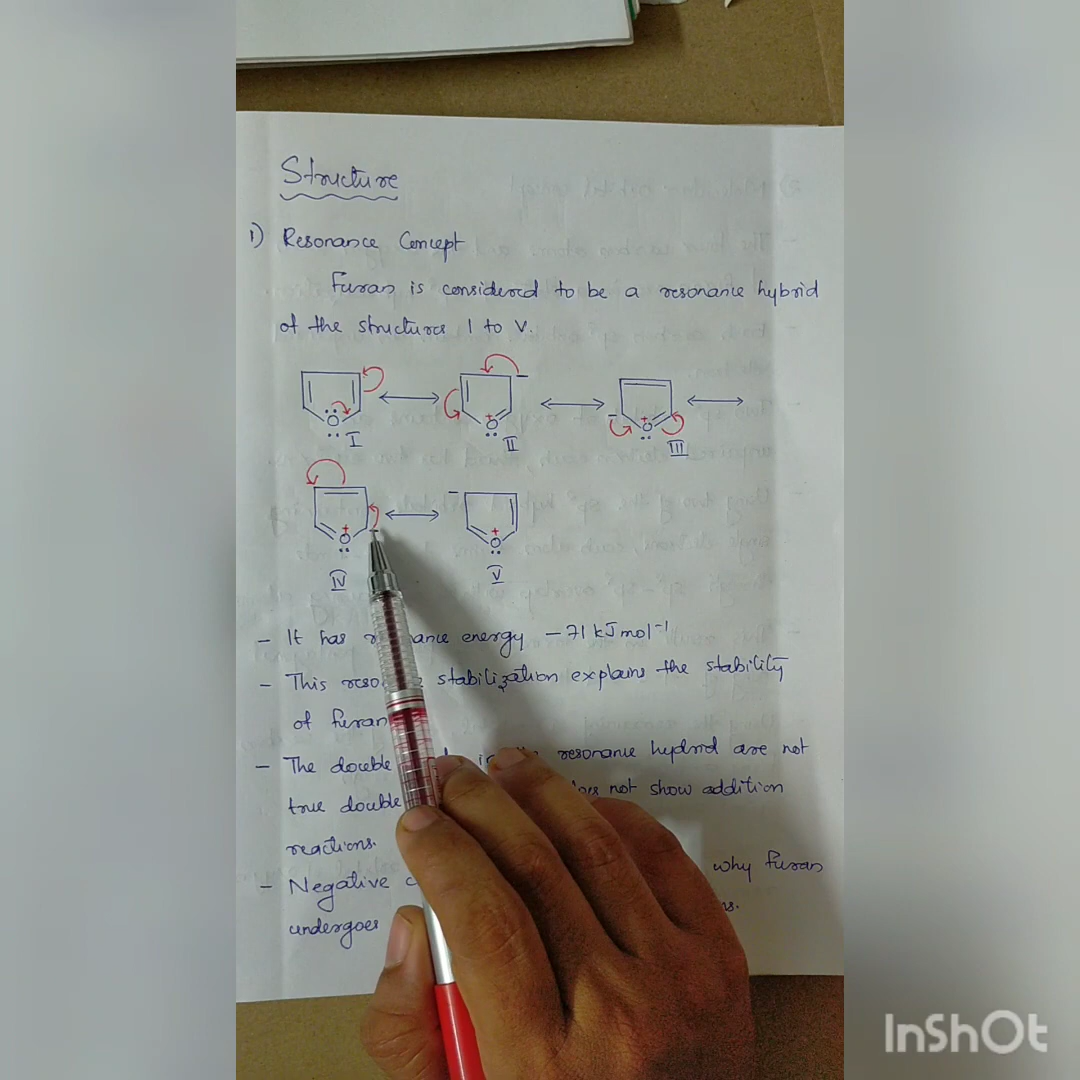 Structure
1) Resonance Concept
Furan is considered to be a resonance hybrid
of the structures I to V.
− + −
O O O
I II III
− + + −
O O
IV V
- It has energy - 71 kJ mol⁻¹
- This stabilization explains the stability
of furan
- The double resonance hydrid are not
true double not show addition
reactions.
- Negative why furan
undergoes
InShOt